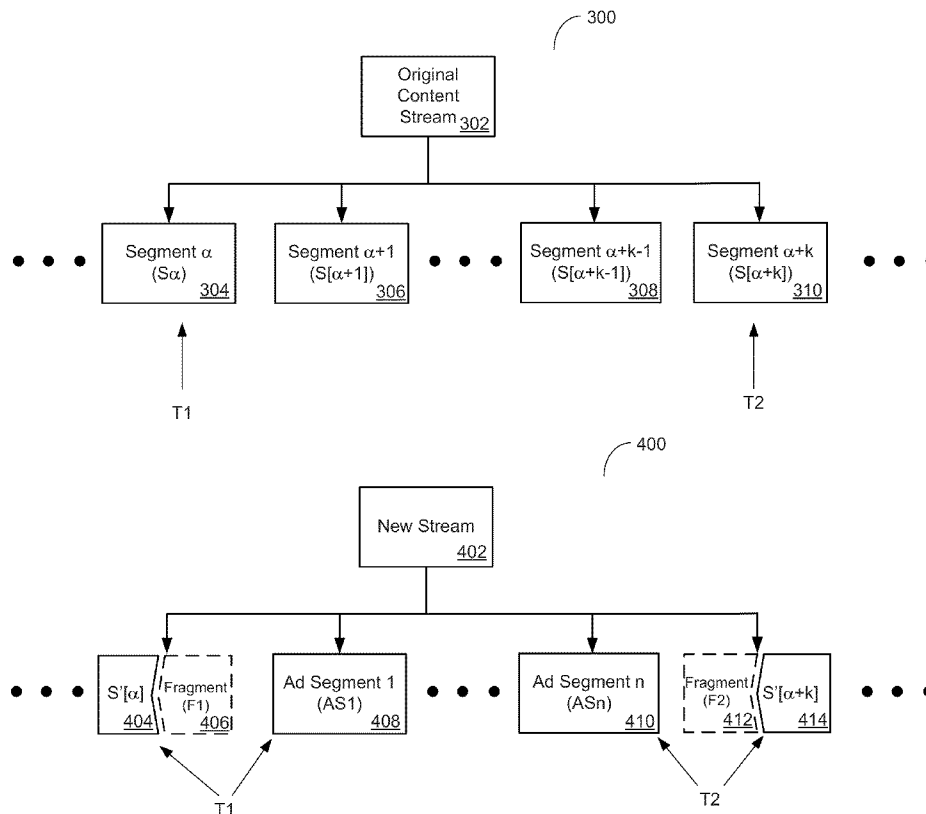 300
Original
Content
Stream 302
Segment α
(Sα)
304
Segment α+1
(S[α+1])
306
Segment α+k-1
(S[α+k-1])
308
Segment α+k
(S[α+k])
310
T1
T2
400
New Stream
402
S'[α]
404
Fragment
(F1)
406
Ad Segment 1
(AS1)
408
Ad Segment n
(ASn)
410
Fragment
(F2)
412
S'[α+k]
414
T1
T2